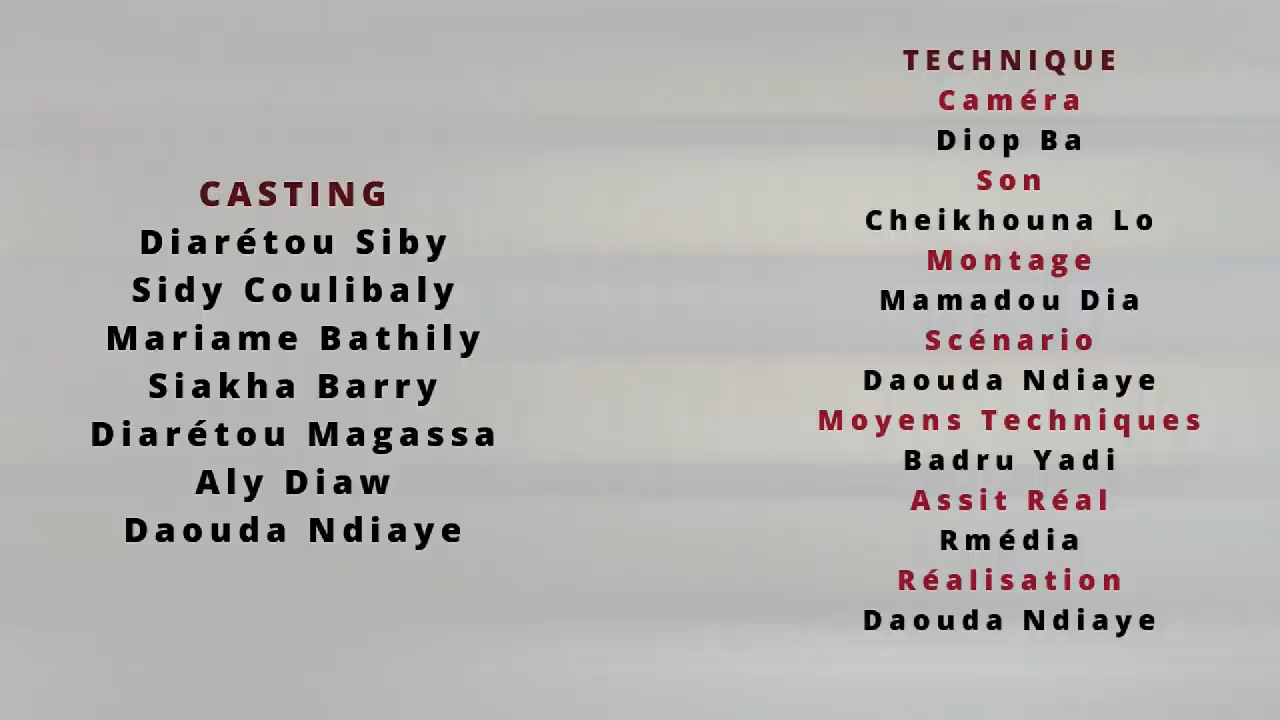 CASTING
Diarétou Siby
Sidy Coulibaly
Mariame Bathily
Siakha Barry
Diarétou Magassa
Aly Diaw
Daouda Ndiaye
TECHNIQUE
Caméra
Diop Ba
Son
Cheikhouna Lo
Montage
Mamadou Dia
Scénario
Daouda Ndiaye
Moyens Techniques
Badru Yadi
Assit Réal
Rmédia
Réalisation
Daouda Ndiaye